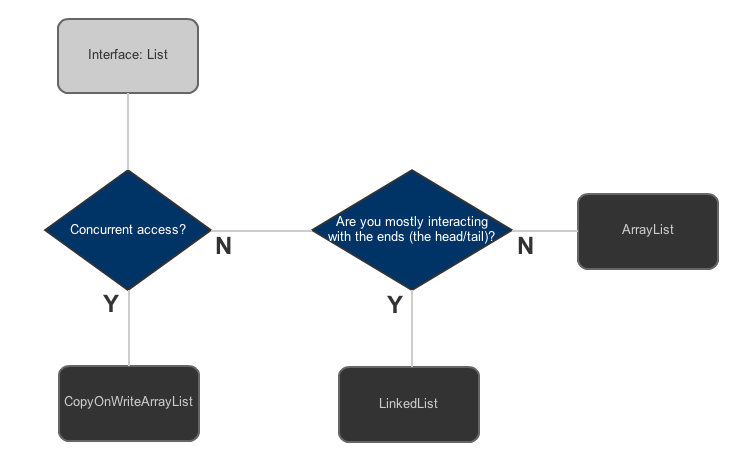 Interface: List
Concurrent access?
N
Are you mostly interacting
with the ends (the head/tail)?
N
ArrayList
Y
Y
CopyOnWriteArrayList
LinkedList